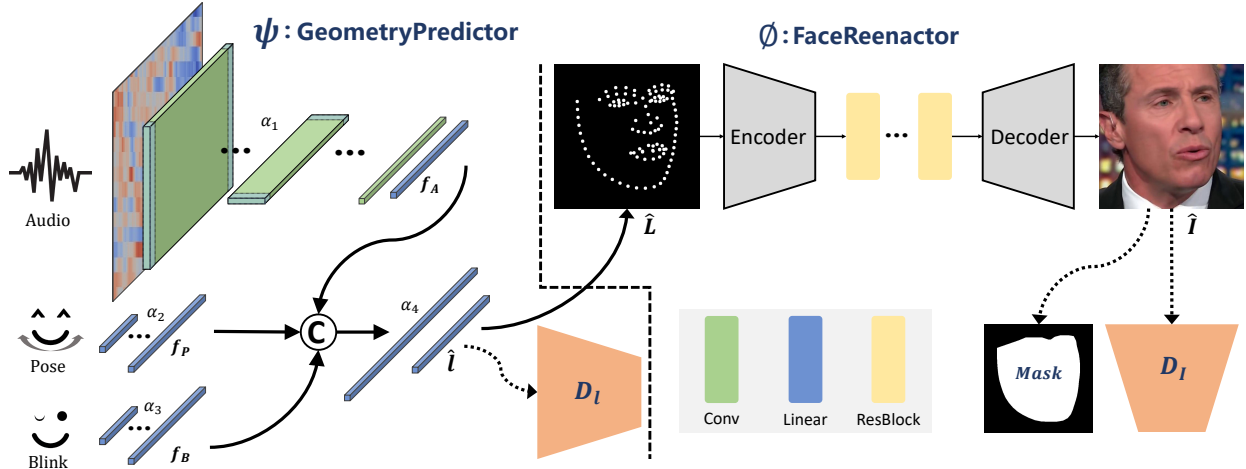 ψ: GeometryPredictor
∅: FaceReenactor
α₁
f_A
Audio
Encoder
Decoder
L̂
Î
α₂
f_P
Pose
C
α₄
l̂
α₃
f_B
Blink
D_l
Conv
Linear
ResBlock
Mask
D_I